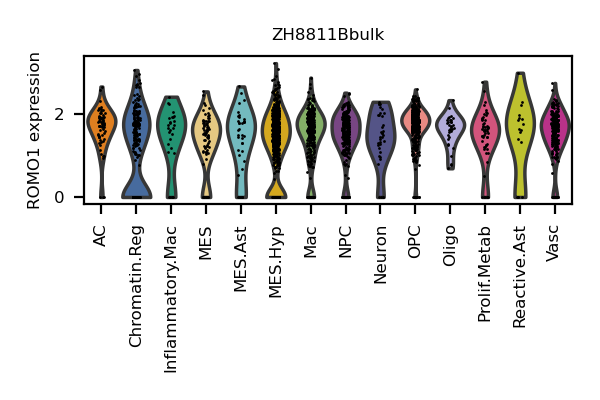 ZH8811Bbulk
ROMO1 expression
2
0
AC
Chromatin.Reg
Inflammatory.Mac
MES
MES.Ast
MES.Hyp
Mac
NPC
Neuron
OPC
Oligo
Prolif.Metab
Reactive.Ast
Vasc